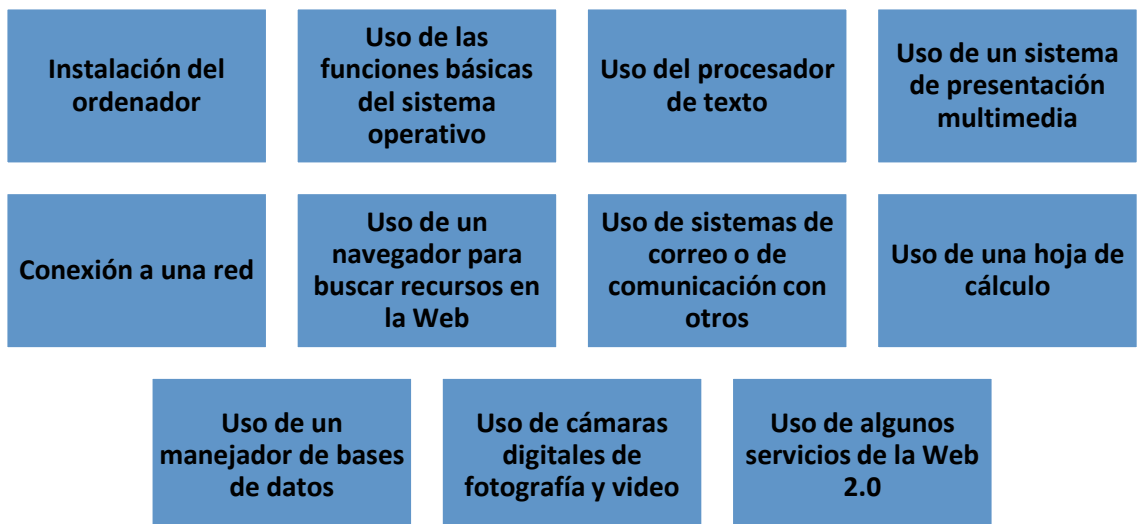 Instalación del
ordenador
Uso de las
funciones básicas
del sistema
operativo
Uso del procesador
de texto
Uso de un sistema
de presentación
multimedia
Conexión a una red
Uso de un
navegador para
buscar recursos en
la Web
Uso de sistemas de
correo o de
comunicación con
otros
Uso de una hoja de
cálculo
Uso de un
manejador de bases
de datos
Uso de cámaras
digitales de
fotografía y video
Uso de algunos
servicios de la Web
2.0